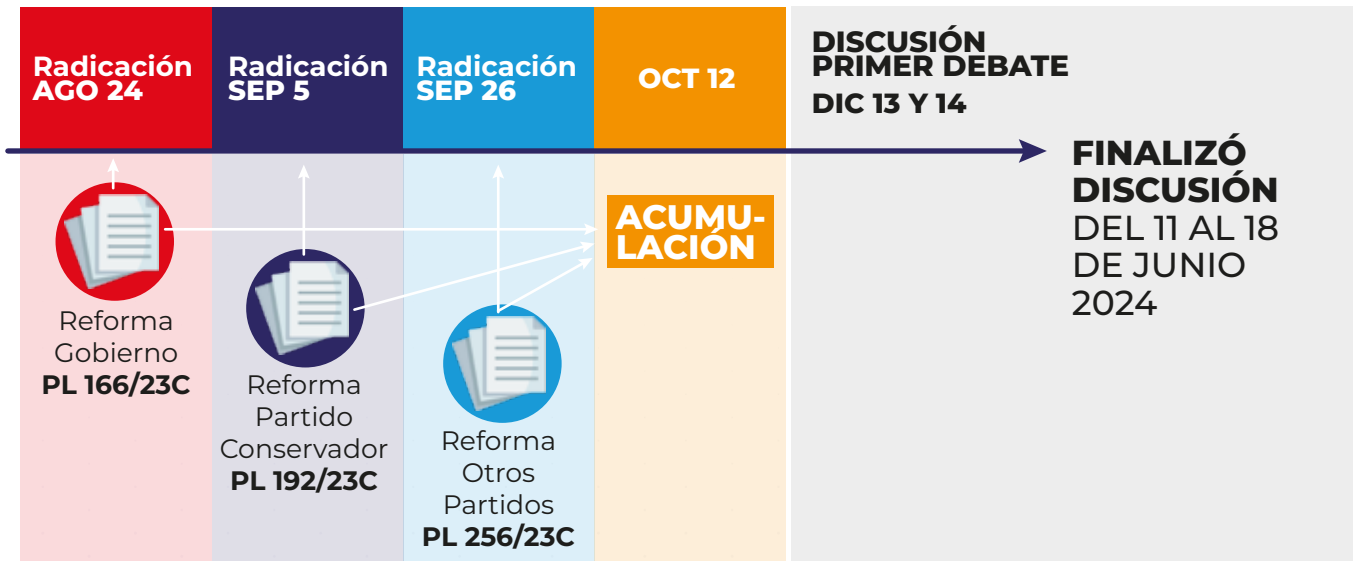 Radicación
AGO 24
Radicación
SEP 5
Radicación
SEP 26
OCT 12
DISCUSIÓN
PRIMER DEBATE
DIC 13 Y 14
FINALIZÓ
DISCUSIÓN
DEL 11 AL 18
DE JUNIO
2024
ACUMU-
LACIÓN
Reforma
Gobierno
PL 166/23C
Reforma
Partido
Conservador
PL 192/23C
Reforma
Otros
Partidos
PL 256/23C